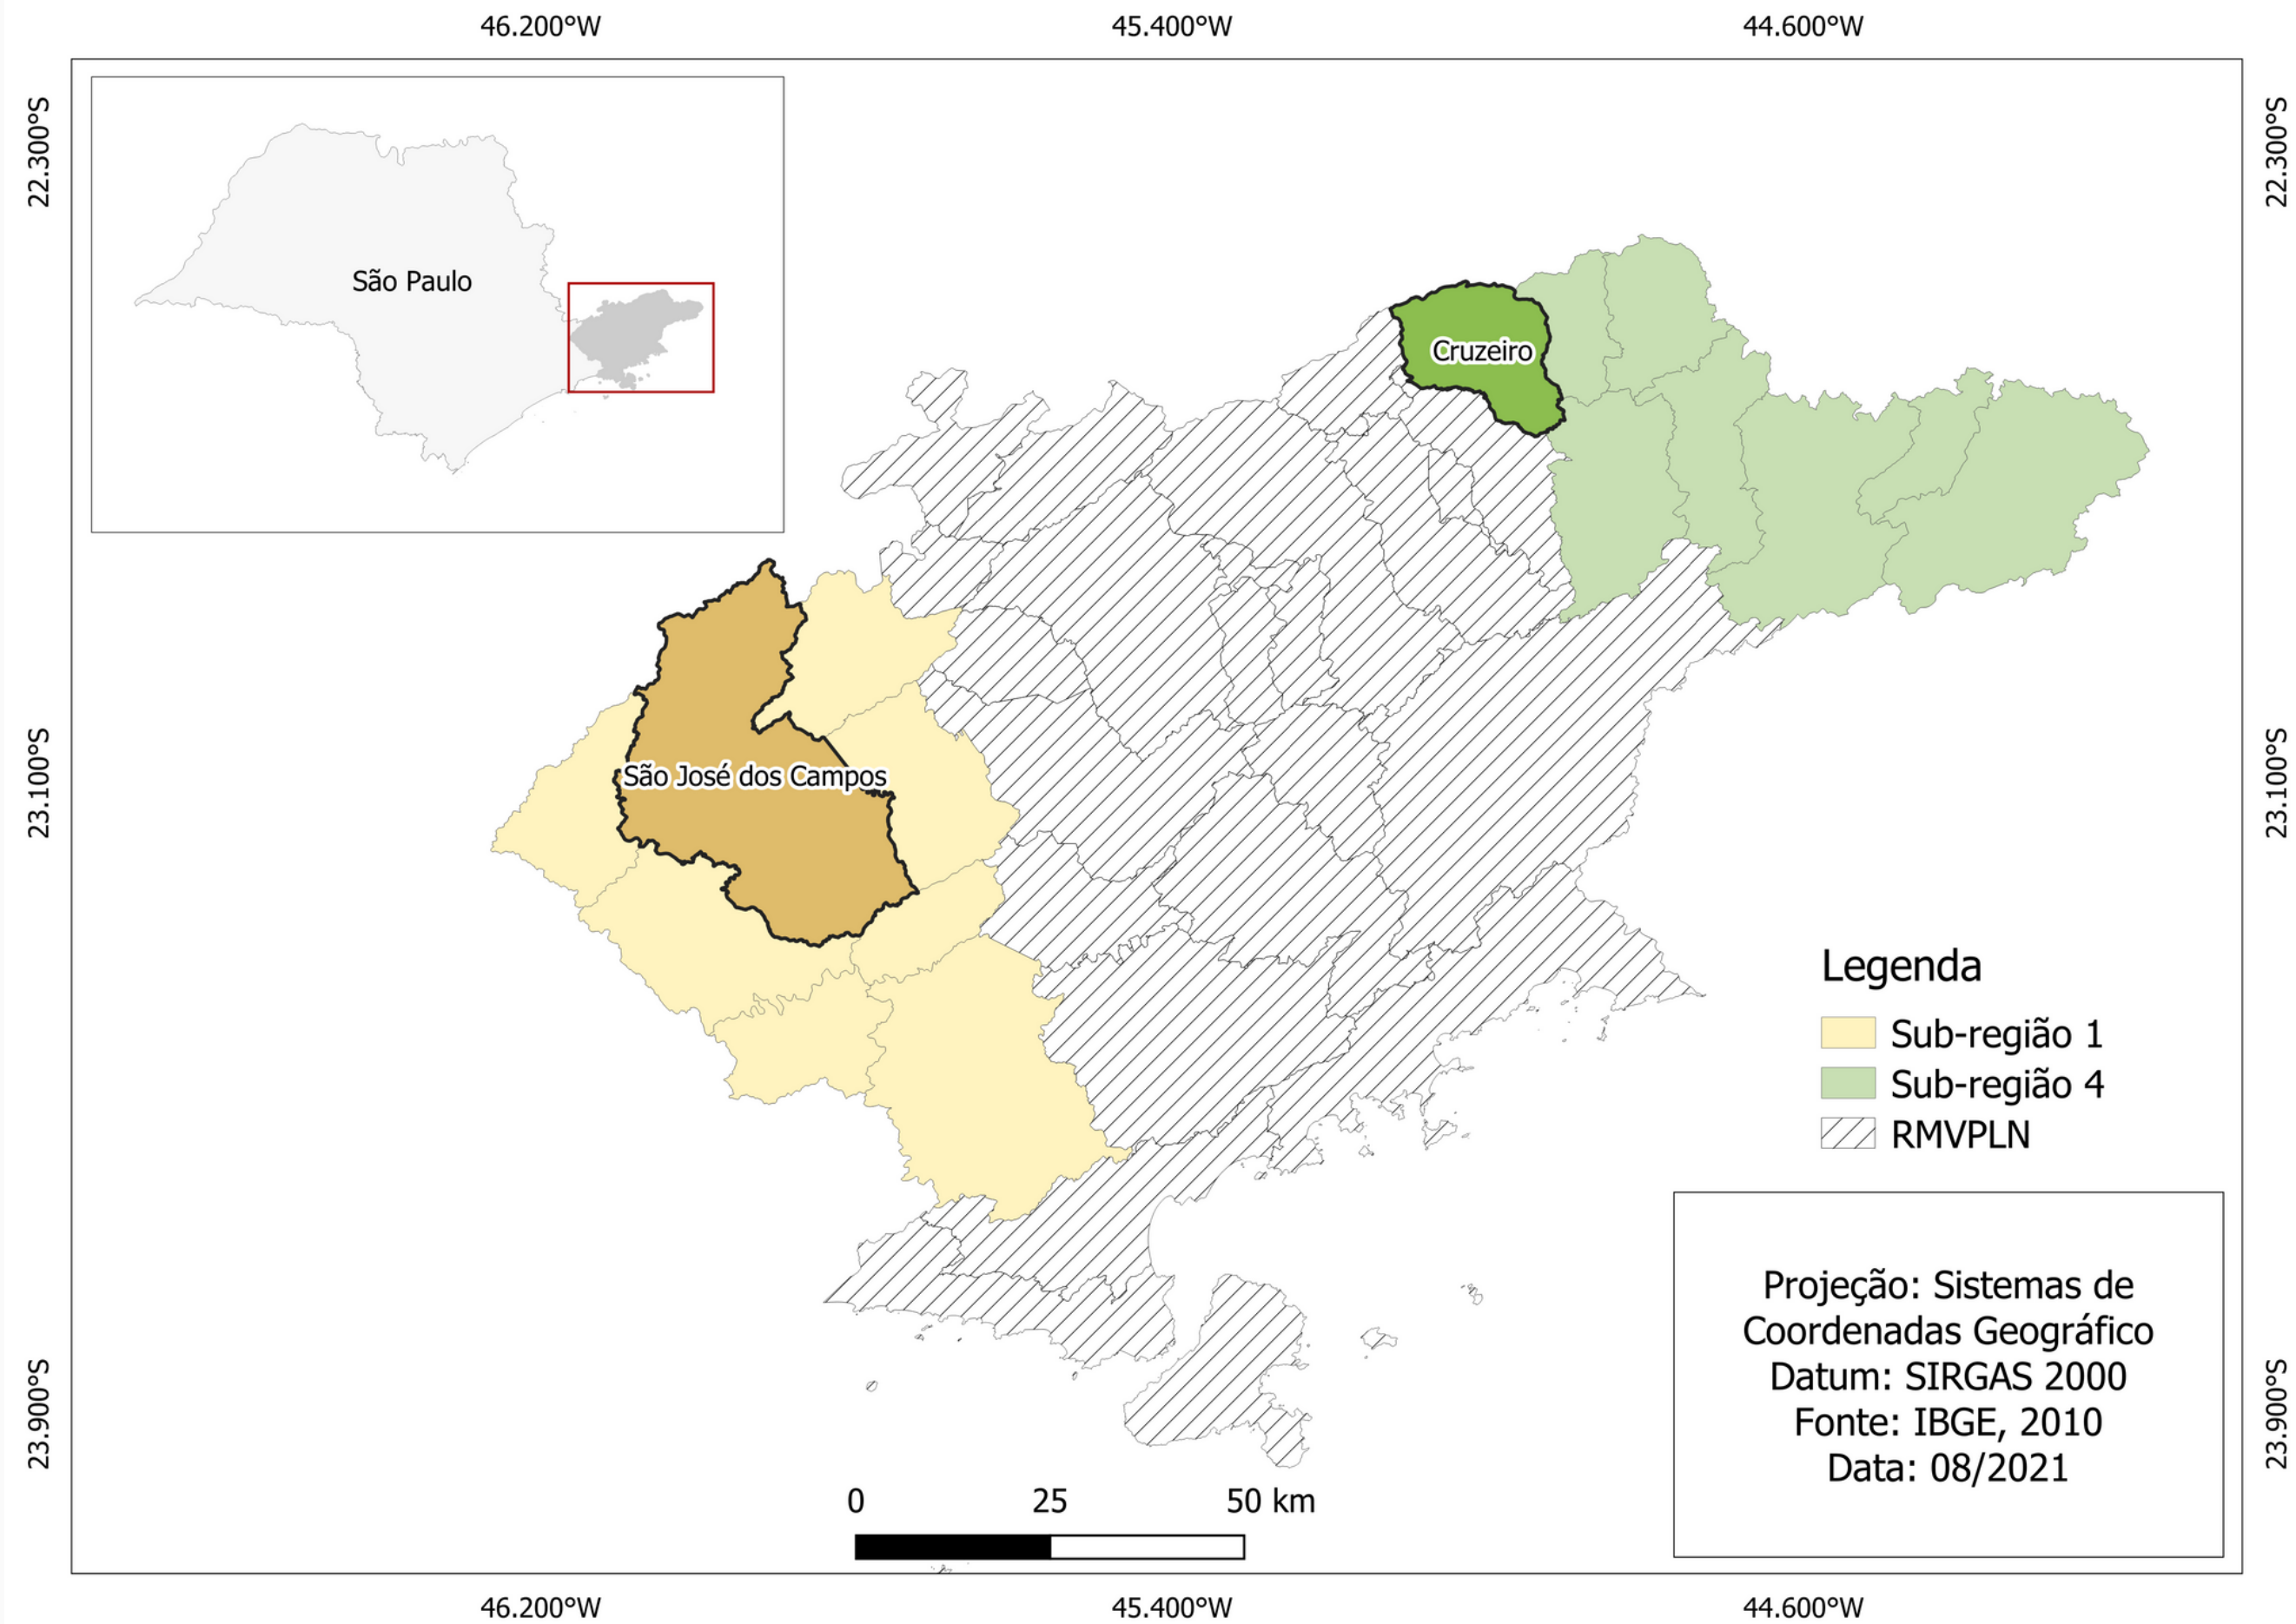 46.200°W
45.400°W
44.600°W
22.300°S
22.300°S
São Paulo
Cruzeiro
23.100°S
São José dos Campos
23.100°S
Legenda
Sub-região 1
Sub-região 4
RMVPLN
Projeção: Sistemas de
Coordenadas Geográfico
Datum: SIRGAS 2000
Fonte: IBGE, 2010
Data: 08/2021
23.900°S
23.900°S
0 25 50 km
46.200°W
45.400°W
44.600°W